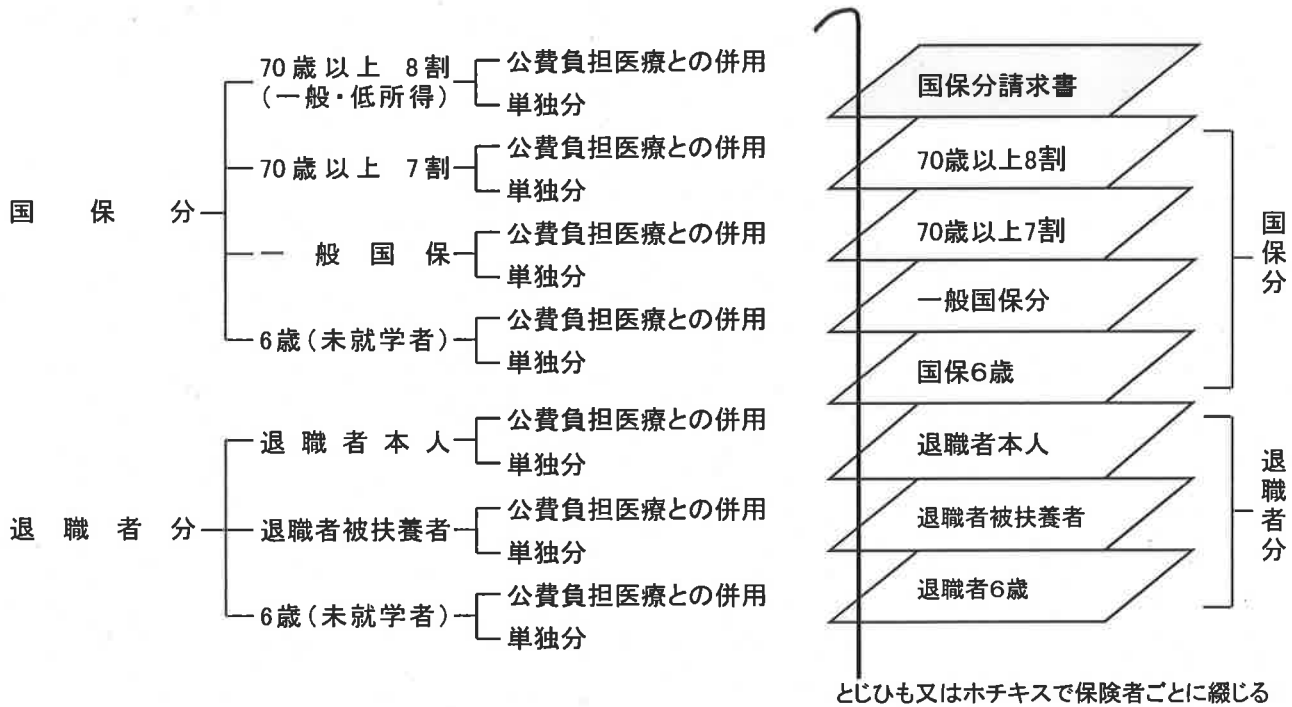 国保分
70歳以上 8割
(一般・低所得)
公費負担医療との併用
単独分
70歳以上 7割
公費負担医療との併用
単独分
一般国保
公費負担医療との併用
単独分
6歳(未就学者)
公費負担医療との併用
単独分
退職者分
退職者本人
公費負担医療との併用
単独分
退職者被扶養者
公費負担医療との併用
単独分
6歳(未就学者)
公費負担医療との併用
単独分
国保分請求書
70歳以上8割
70歳以上7割
一般国保分
国保6歳
国保分
退職者本人
退職者被扶養者
退職者6歳
退職者分
とじひも又はホチキスで保険者ごとに綴じる